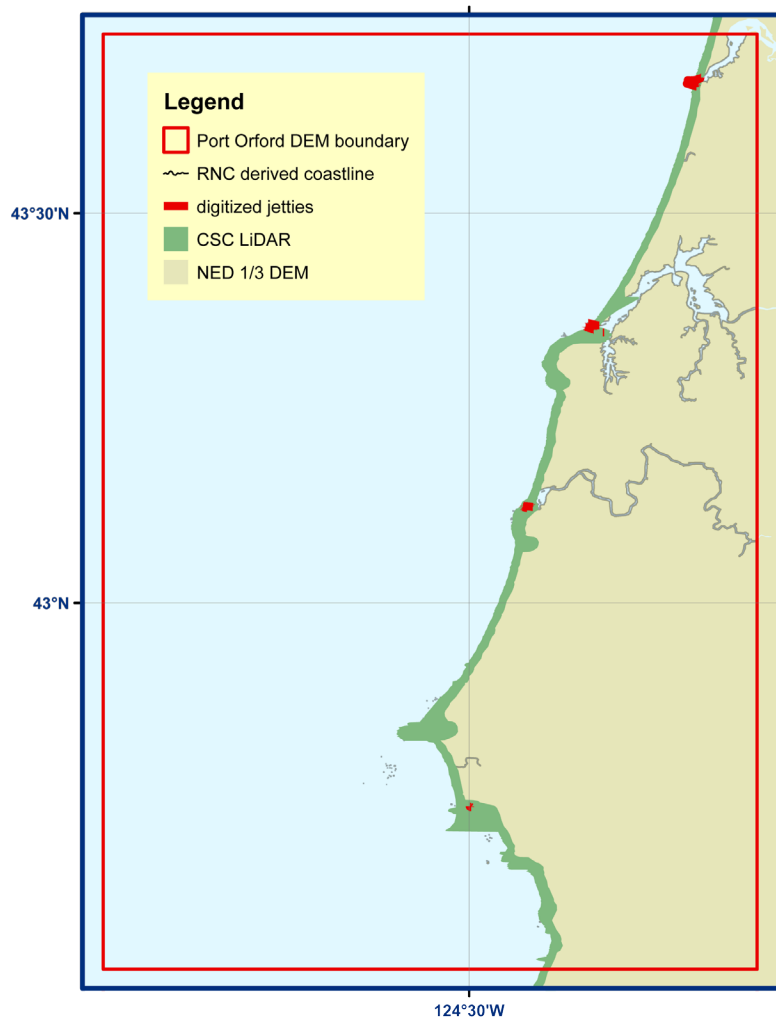 Legend
Port Orford DEM boundary
RNC derived coastline
digitized jetties
CSC LiDAR
NED 1/3 DEM
43°30'N
43°N
124°30'W